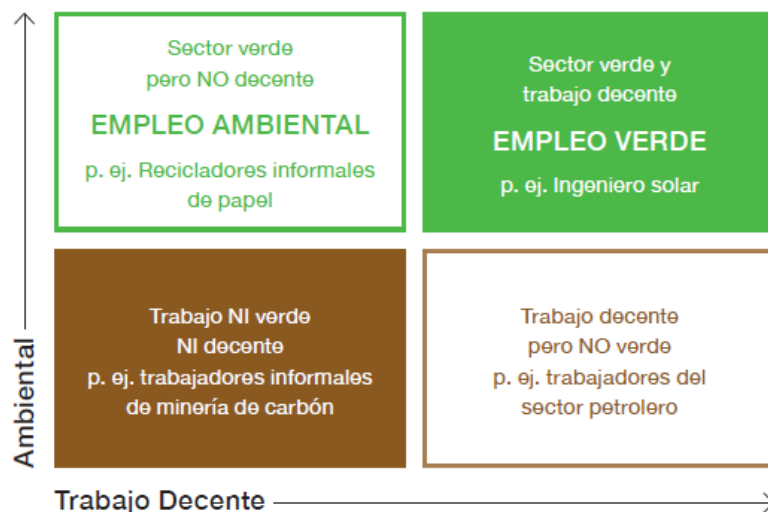 Sector verde
pero NO decente
EMPLEO AMBIENTAL
p. ej. Recicladores informales
de papel
Sector verde y
trabajo decente
EMPLEO VERDE
p. ej. Ingeniero solar
Trabajo NI verde
NI decente
p. ej. trabajadores informales
de minería de carbón
Trabajo decente
pero NO verde
p. ej. trabajadores del
sector petrolero
Ambiental
Trabajo Decente